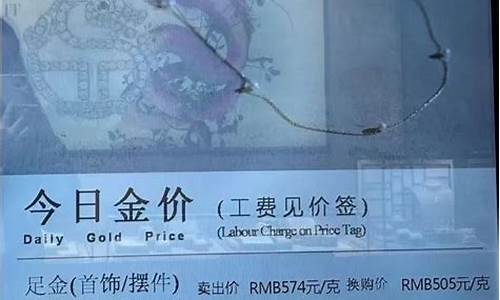 今日金价 (工费见价签)
Daily Gold Price (Labour Charge on Price Tag)
足金(首饰/摆件) 卖出价 RMB574元/克 换购价 RMB505元/克